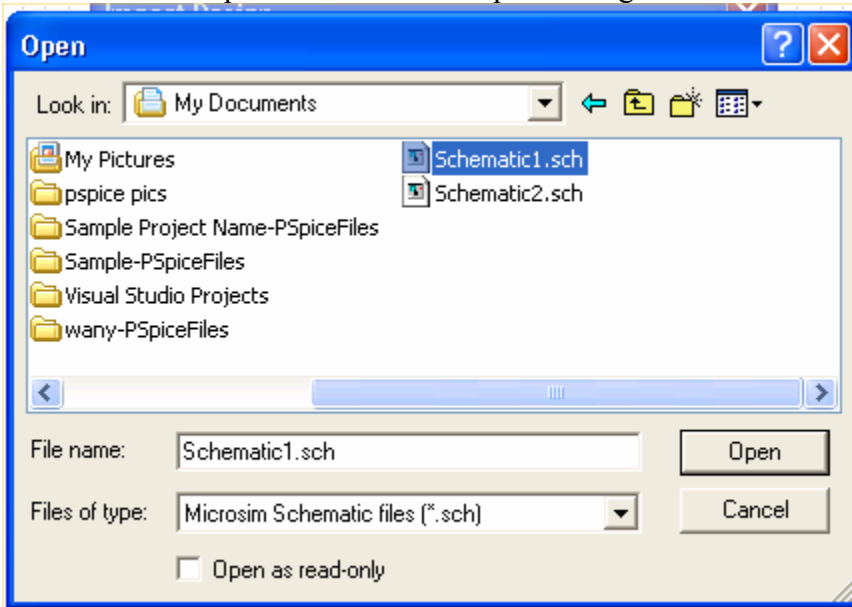 Open
Look in: My Documents
My Pictures
pspice pics
Sample Project Name-PSpiceFiles
Sample-PSpiceFiles
Visual Studio Projects
wany-PSpiceFiles
Schematic1.sch
Schematic2.sch
File name: Schematic1.sch Open
Files of type: Microsim Schematic files (*.sch) Cancel
Open as read-only